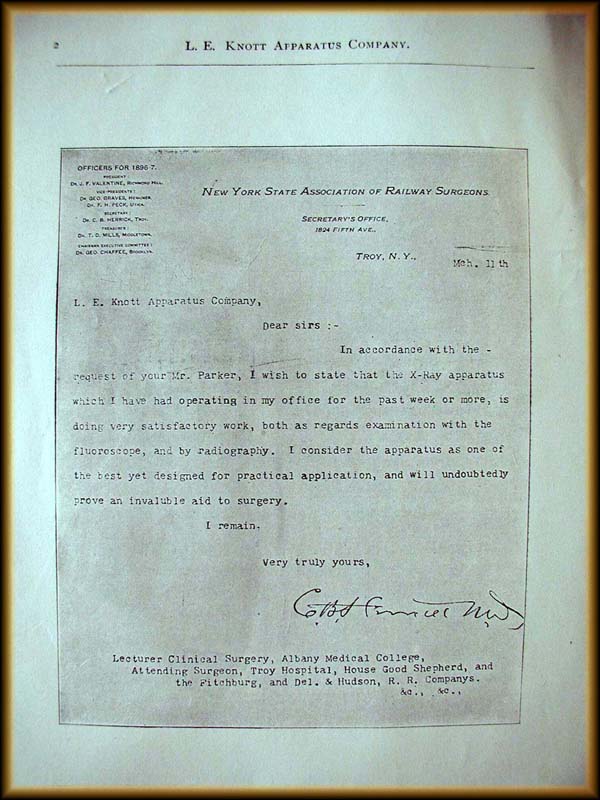 2
L. E. KNOTT APPARATUS COMPANY.
OFFICERS FOR 1896-7.
PRESIDENT:
DR. J. F. VALENTINE, RICHMOND HILL.
VICE-PRESIDENTS:
DR. GEO. GRAVES, HERKIMER,
DR. F. H. PECK, UTICA.
SECRETARY:
DR. C. B. HERRICK, TROY.
TREASURER:
DR. T. D. MILLS, MIDDLETOWN.
CHAIRMAN EXECUTIVE COMMITTEE:
DR. GEO. CHAFFEE, BROOKLYN.
NEW YORK STATE ASSOCIATION OF RAILWAY SURGEONS.
SECRETARY'S OFFICE,
1824 FIFTH AVE.,
TROY, N. Y., Mch. 11th
L. E. Knott Apparatus Company,
Dear sirs :-
In accordance with the -
request of your Mr. Parker, I wish to state that the X-Ray apparatus
which I have had operating in my office for the past week or more, is
doing very satisfactory work, both as regards examination with the
fluoroscope, and by radiography. I consider the apparatus as one of
the best yet designed for practical application, and will undoubtedly
prove an invaluble aid to surgery.
I remain.
Very truly yours,
Lecturer Clinical Surgery, Albany Medical College,
Attending Surgeon, Troy Hospital, House Good Shepherd, and
the Fitchburg, and Del. & Hudson, R. R. Companys.
&c., &c.,